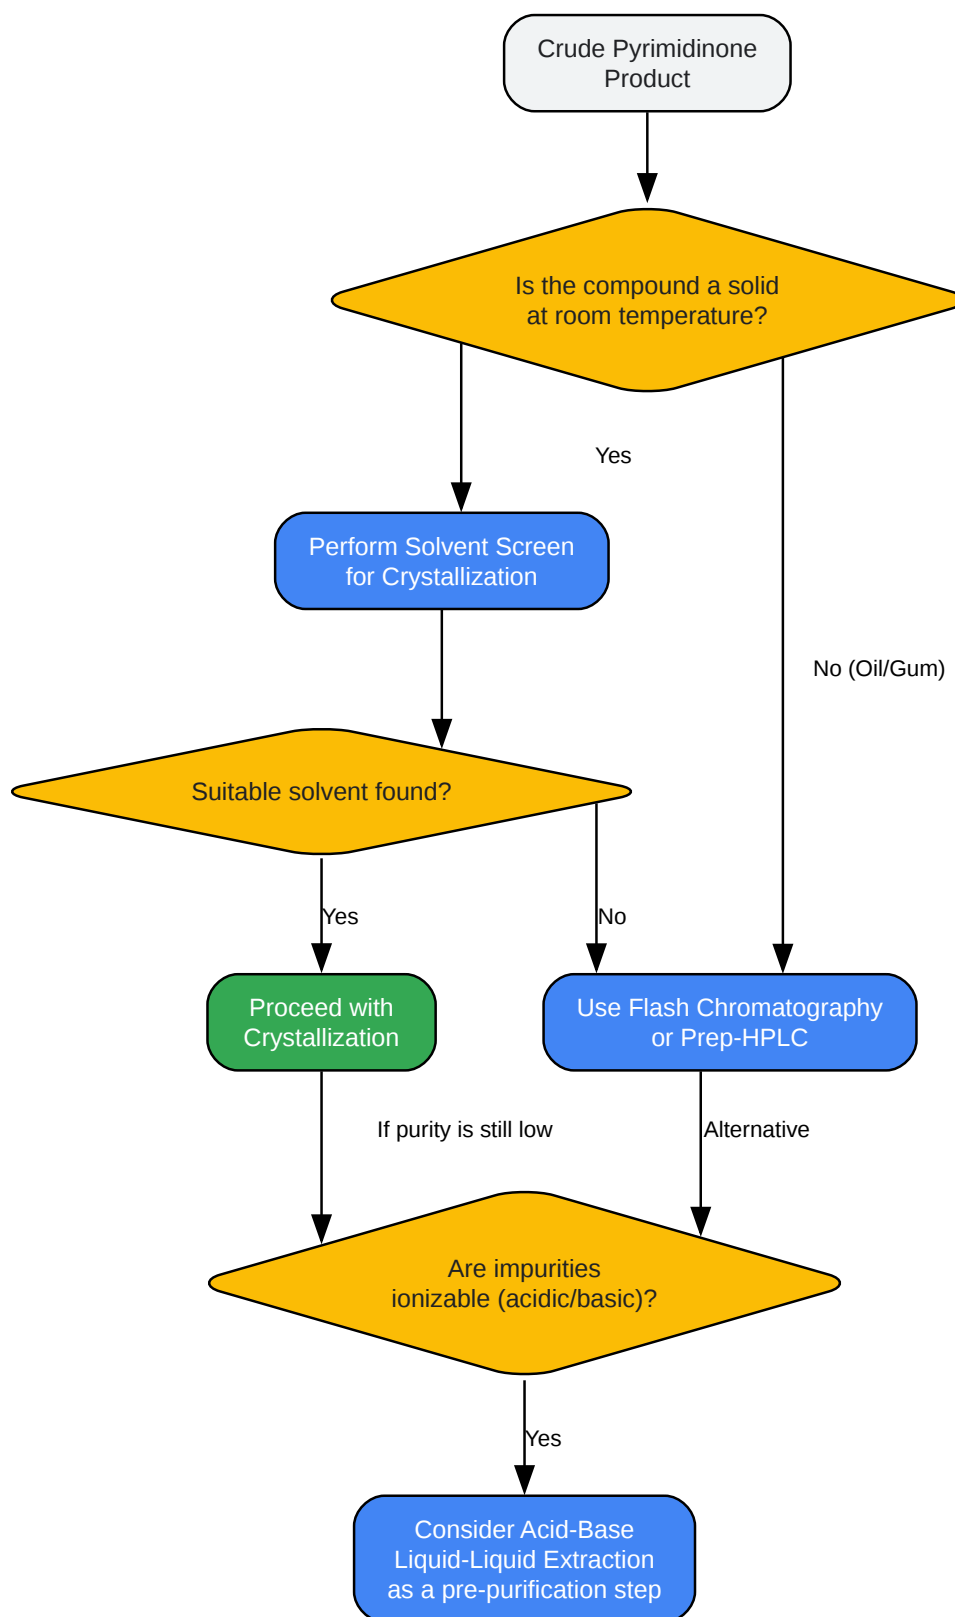 Crude Pyrimidinone
Product
Is the compound a solid
at room temperature?
Yes
Perform Solvent Screen
for Crystallization
No (Oil/Gum)
Suitable solvent found?
Yes
No
Proceed with
Crystallization
Use Flash Chromatography
or Prep-HPLC
If purity is still low
Alternative
Are impurities
ionizable (acidic/basic)?
Yes
Consider Acid-Base
Liquid-Liquid Extraction
as a pre-purification step